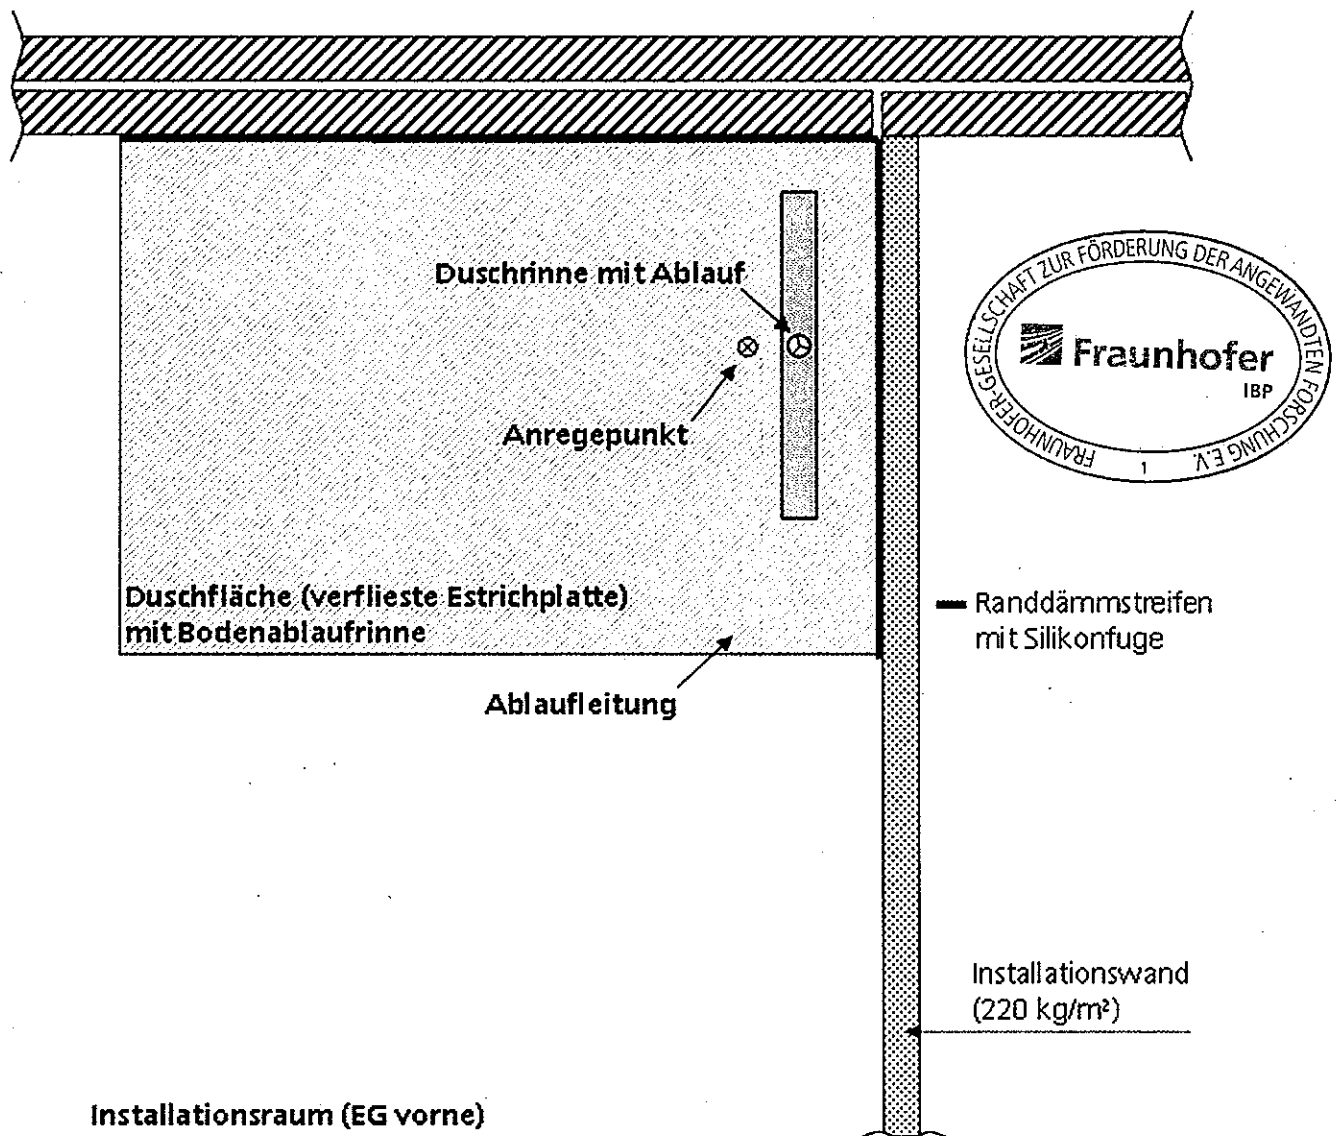 Duschrinne mit Ablauf
FRAUNHOFER-GESELLSCHAFT ZUR FÖRDERUNG DER ANGEWANDTEN FORSCHUNG E.V.
Fraunhofer
IBP
1
Anregepunkt
Duschfläche (verflieste Estrichplatte)
mit Bodenablaufrinne
Randdämmstreifen
mit Silikonfuge
Ablaufleitung
Installationswand
(220 kg/m²)
Installationsraum (EG vorne)